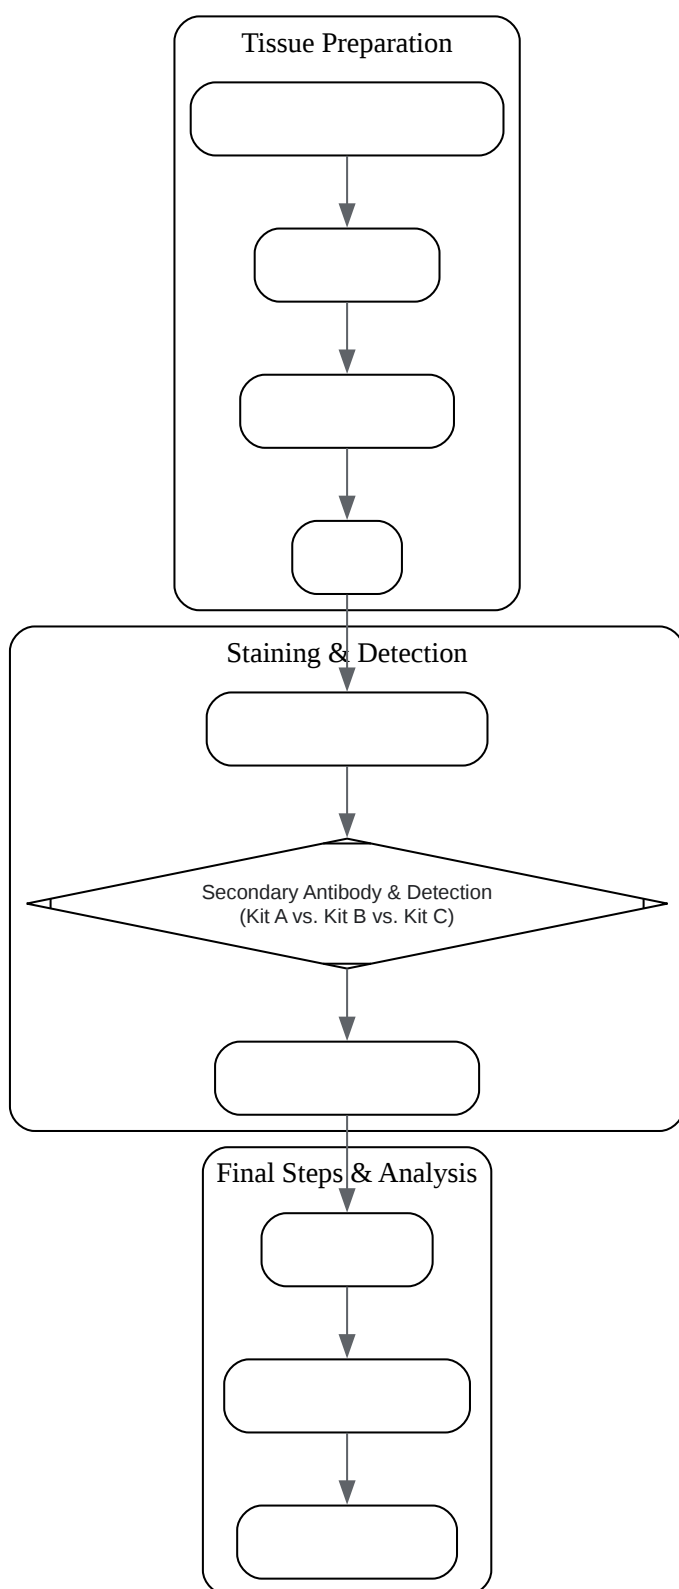 Tissue Preparation
Staining & Detection
Secondary Antibody & Detection
(Kit A vs. Kit B vs. Kit C)
Final Steps & Analysis